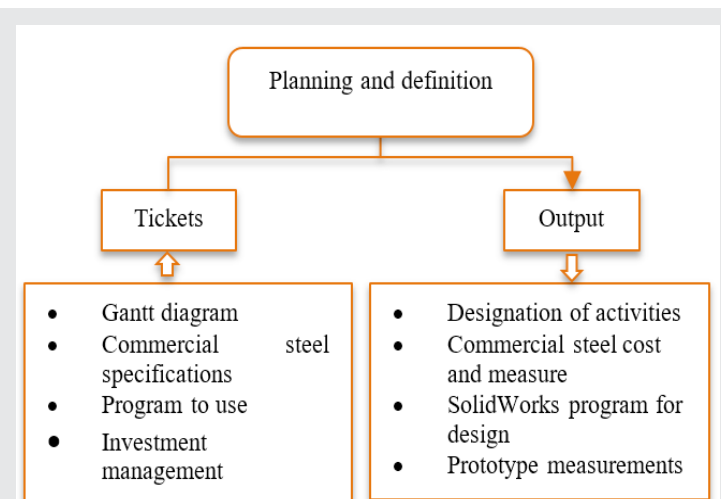 Planning and definition
Tickets
Output
• Gantt diagram
• Commercial steel
specifications
• Program to use
• Investment
management
• Designation of activities
• Commercial steel cost
and measure
• SolidWorks program for
design
• Prototype measurements